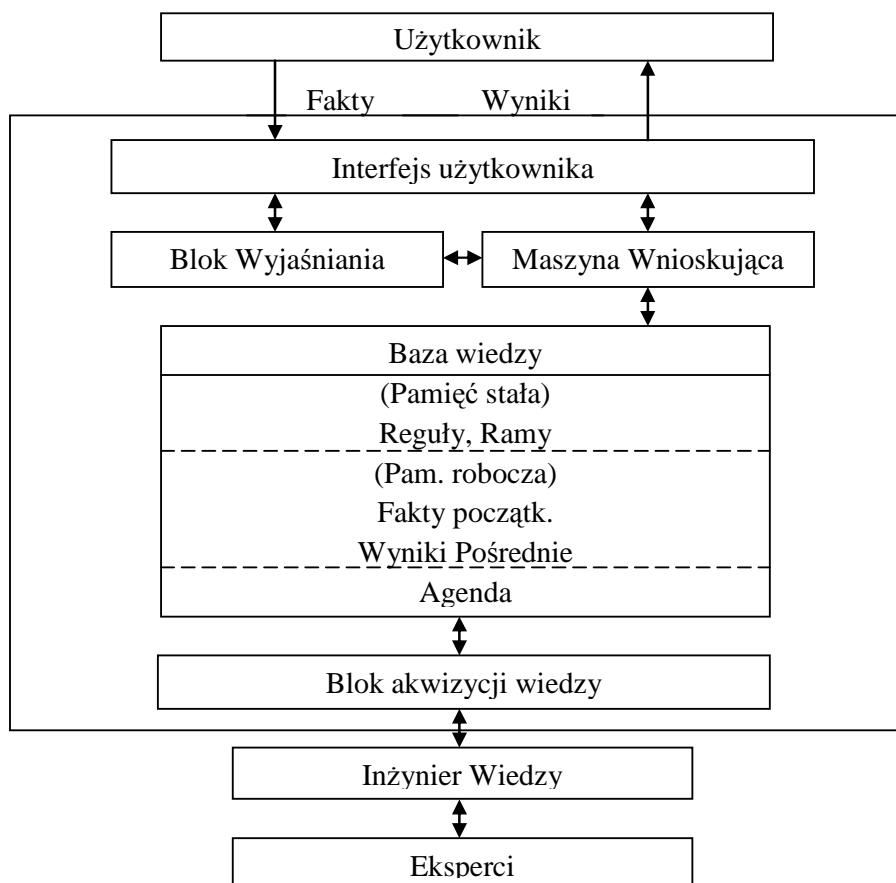 Użytkownik
Fakty Wyniki
Interfejs użytkownika
Blok Wyjaśniania Maszyna Wnioskująca
Baza wiedzy
(Pamięć stała)
Reguły, Ramy
(Pam. robocza)
Fakty początk.
Wyniki Pośrednie
Agenda
Blok akwizycji wiedzy
Inżynier Wiedzy
Eksperci